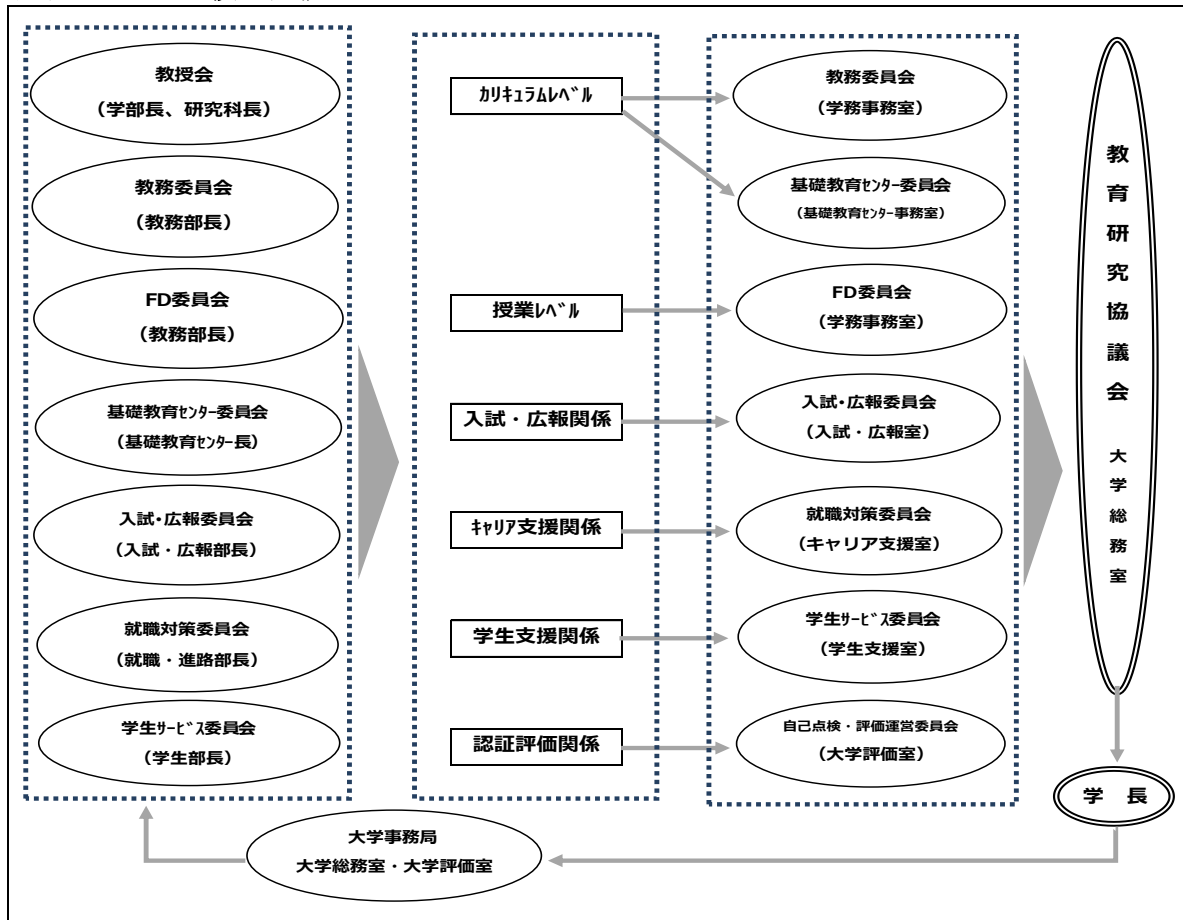 教授会
（学部長、研究科長）
教務委員会
（教務部長）
FD委員会
（教務部長）
基礎教育ｾﾝﾀｰ委員会
（基礎教育ｾﾝﾀｰ長）
入試・広報委員会
（入試・広報部長）
就職対策委員会
（就職・進路部長）
学生ｻｰﾋﾞｽ委員会
（学生部長）
ｶﾘｷｭﾗﾑﾚﾍﾞﾙ
授業ﾚﾍﾞﾙ
入試・広報関係
ｷｬﾘｱ支援関係
学生支援関係
認証評価関係
教務委員会
（学務事務室）
基礎教育ｾﾝﾀｰ委員会
（基礎教育ｾﾝﾀｰ事務室）
FD委員会
（学務事務室）
入試・広報委員会
（入試・広報室）
就職対策委員会
（キャリア支援室）
学生ｻｰﾋﾞｽ委員会
（学生支援室）
自己点検・評価運営委員会
（大学評価室）
教育研究協議会　大学総務室
学　長
大学事務局
大学総務室・大学評価室